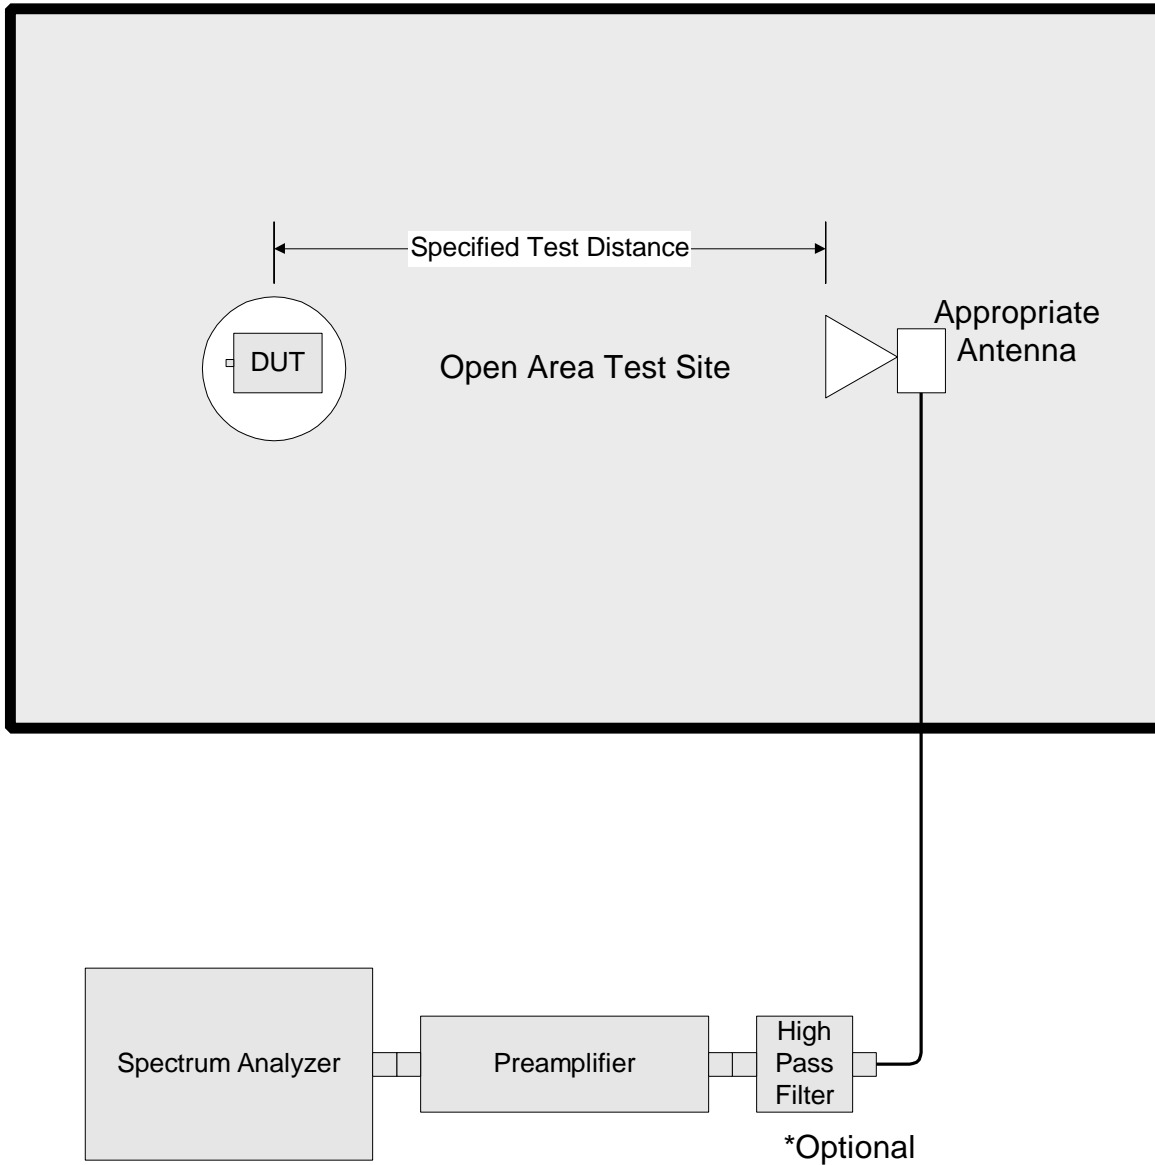 Specified Test Distance
Appropriate
Antenna
DUT
Open Area Test Site
Spectrum Analyzer
Preamplifier
High
Pass
Filter
*Optional